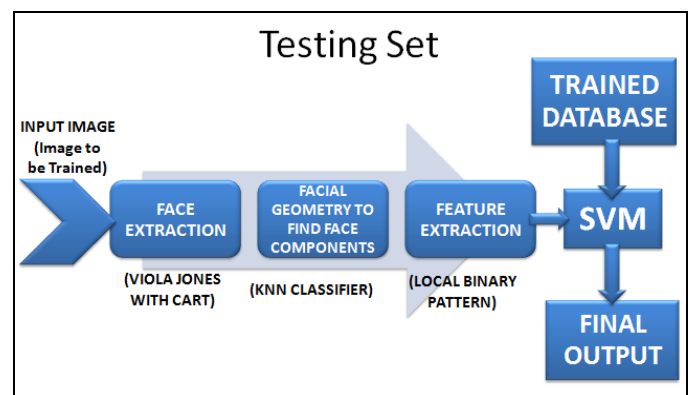 Testing Set
INPUT IMAGE
(Image to
be Trained)
FACE
EXTRACTION
(VIOLA JONES
WITH CART)
FACIAL
GEOMETRY TO
FIND FACE
COMPONENTS
(KNN CLASSIFIER)
FEATURE
EXTRACTION
(LOCAL BINARY
PATTERN)
TRAINED
DATABASE
SVM
FINAL
OUTPUT